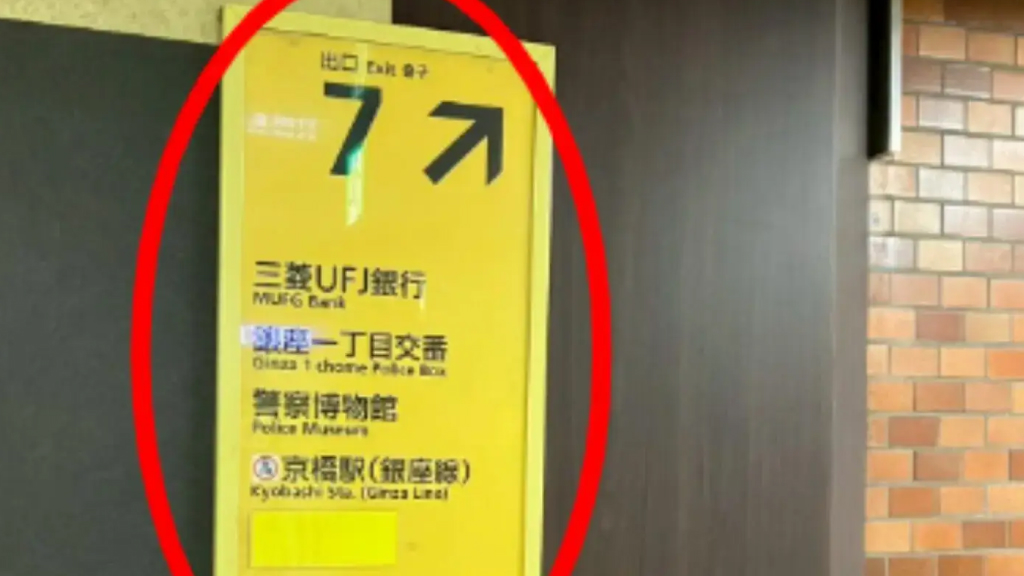 出口 Exit 출구
7
三菱UFJ銀行
MUFG Bank
銀座一丁目交番
Ginza 1-chome Police Box
警察博物館
Police Museum
京橋駅(銀座線)
Kyobashi Sta. (Ginza Line)